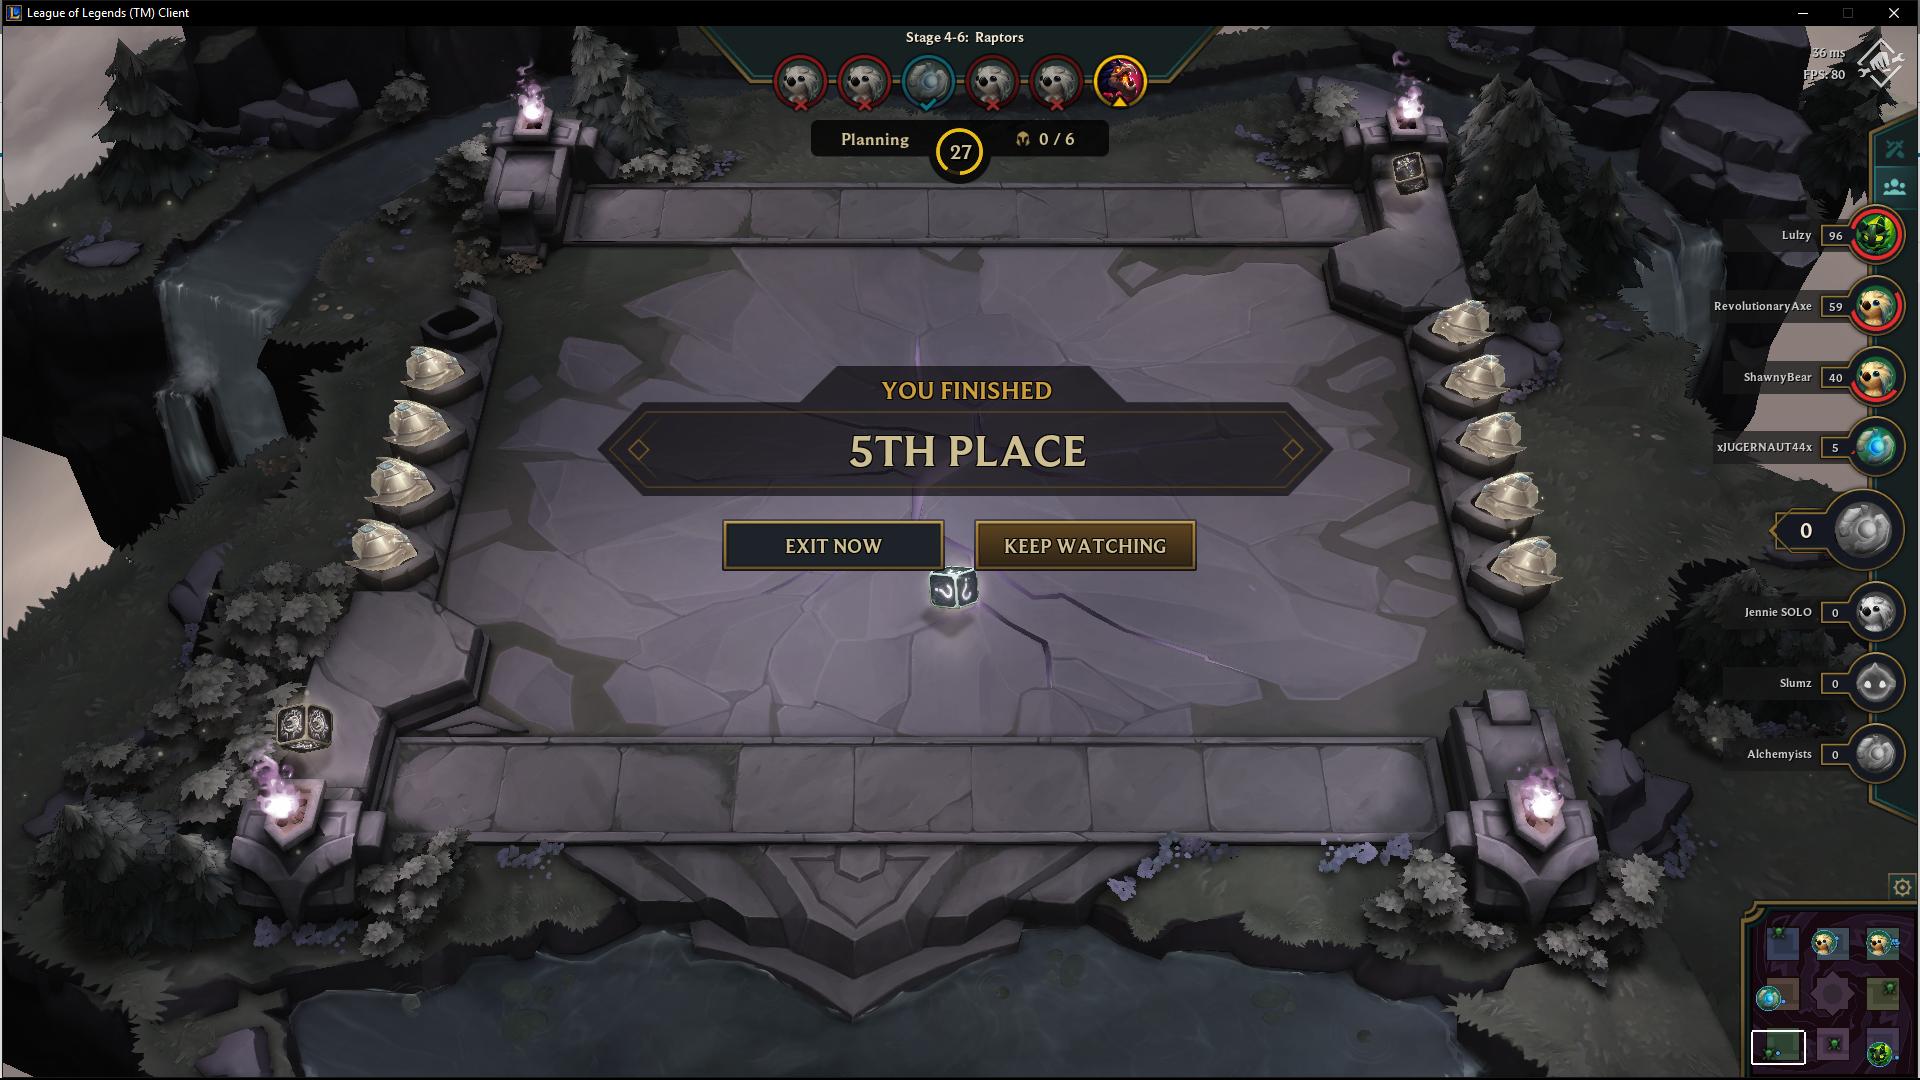 League of Legends (TM) Client
Stage 4-6: Raptors
36 ms
FPS: 80
Planning
27
0 / 6
Lulzy 96
RevolutionaryAxe 59
ShawnyBear 40
xJUGERNAUT44x 5
0
Jennie SOLO 0
Slumz 0
Alchemyists 0
YOU FINISHED
5TH PLACE
EXIT NOW
KEEP WATCHING